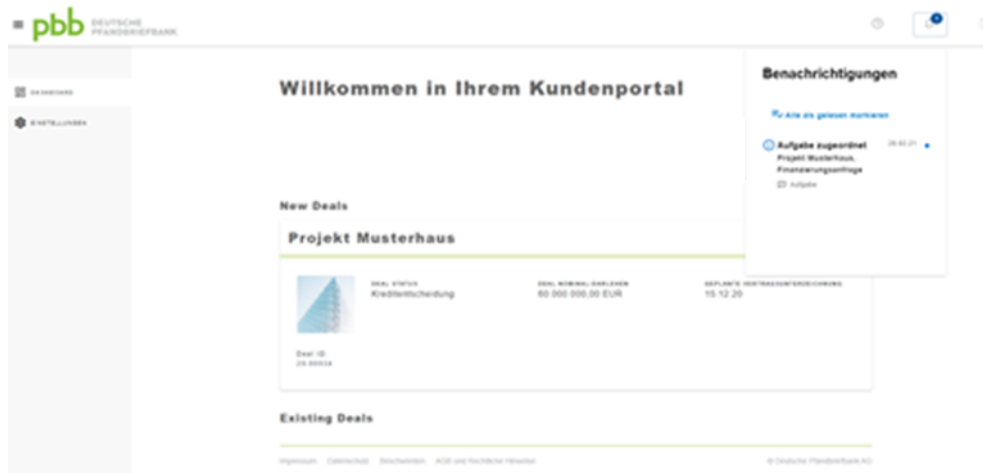 pbb DEUTSCHE
PFANDBRIEFBANK
DASHBOARD
EINSTELLUNGEN
Willkommen in Ihrem Kundenportal
Benachrichtigungen
Alle als gelesen markieren
Aufgabe zugeordnet
Projekt Musterhaus,
Finanzierungsanfrage
Aufgabe
New Deals
Projekt Musterhaus
DEAL STATUS
Kreditentscheidung
DEAL NOMINAL DARLEHEN
60 000 000,00 EUR
GEPLANTE VERTRAGSUNTERZEICHNUNG
15.12.20
Deal ID
Existing Deals
Impressum Datenschutz Beschwerden AGB und Rechtliche Hinweise
© Deutsche Pfandbriefbank AG